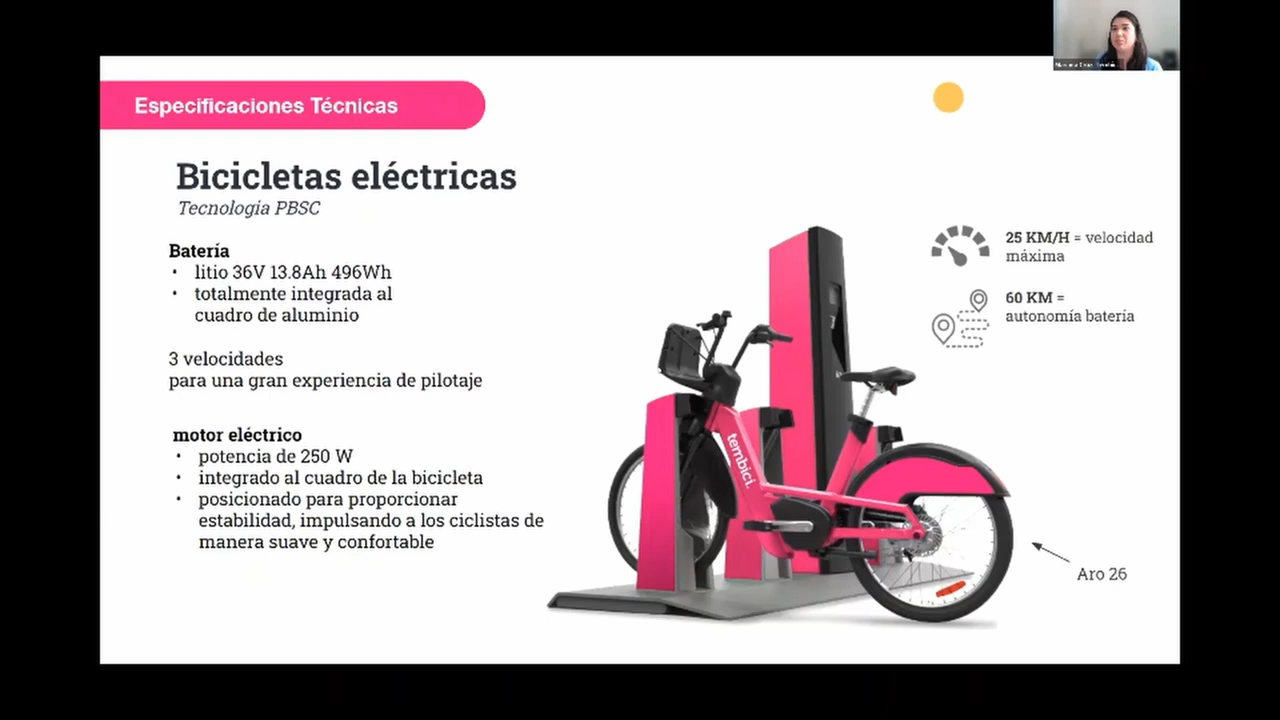 Especificaciones Técnicas
Bicicletas eléctricas
Tecnologia PBSC
Batería
• litio 36V 13.8Ah 496Wh
• totalmente integrada al
cuadro de aluminio
3 velocidades
para una gran experiencia de pilotaje
motor eléctrico
• potencia de 250 W
• integrado al cuadro de la bicicleta
• posicionado para proporcionar
estabilidad, impulsando a los ciclistas de
manera suave y confortable
25 KM/H = velocidad
máxima
60 KM =
autonomía batería
tembici.
Aro 26